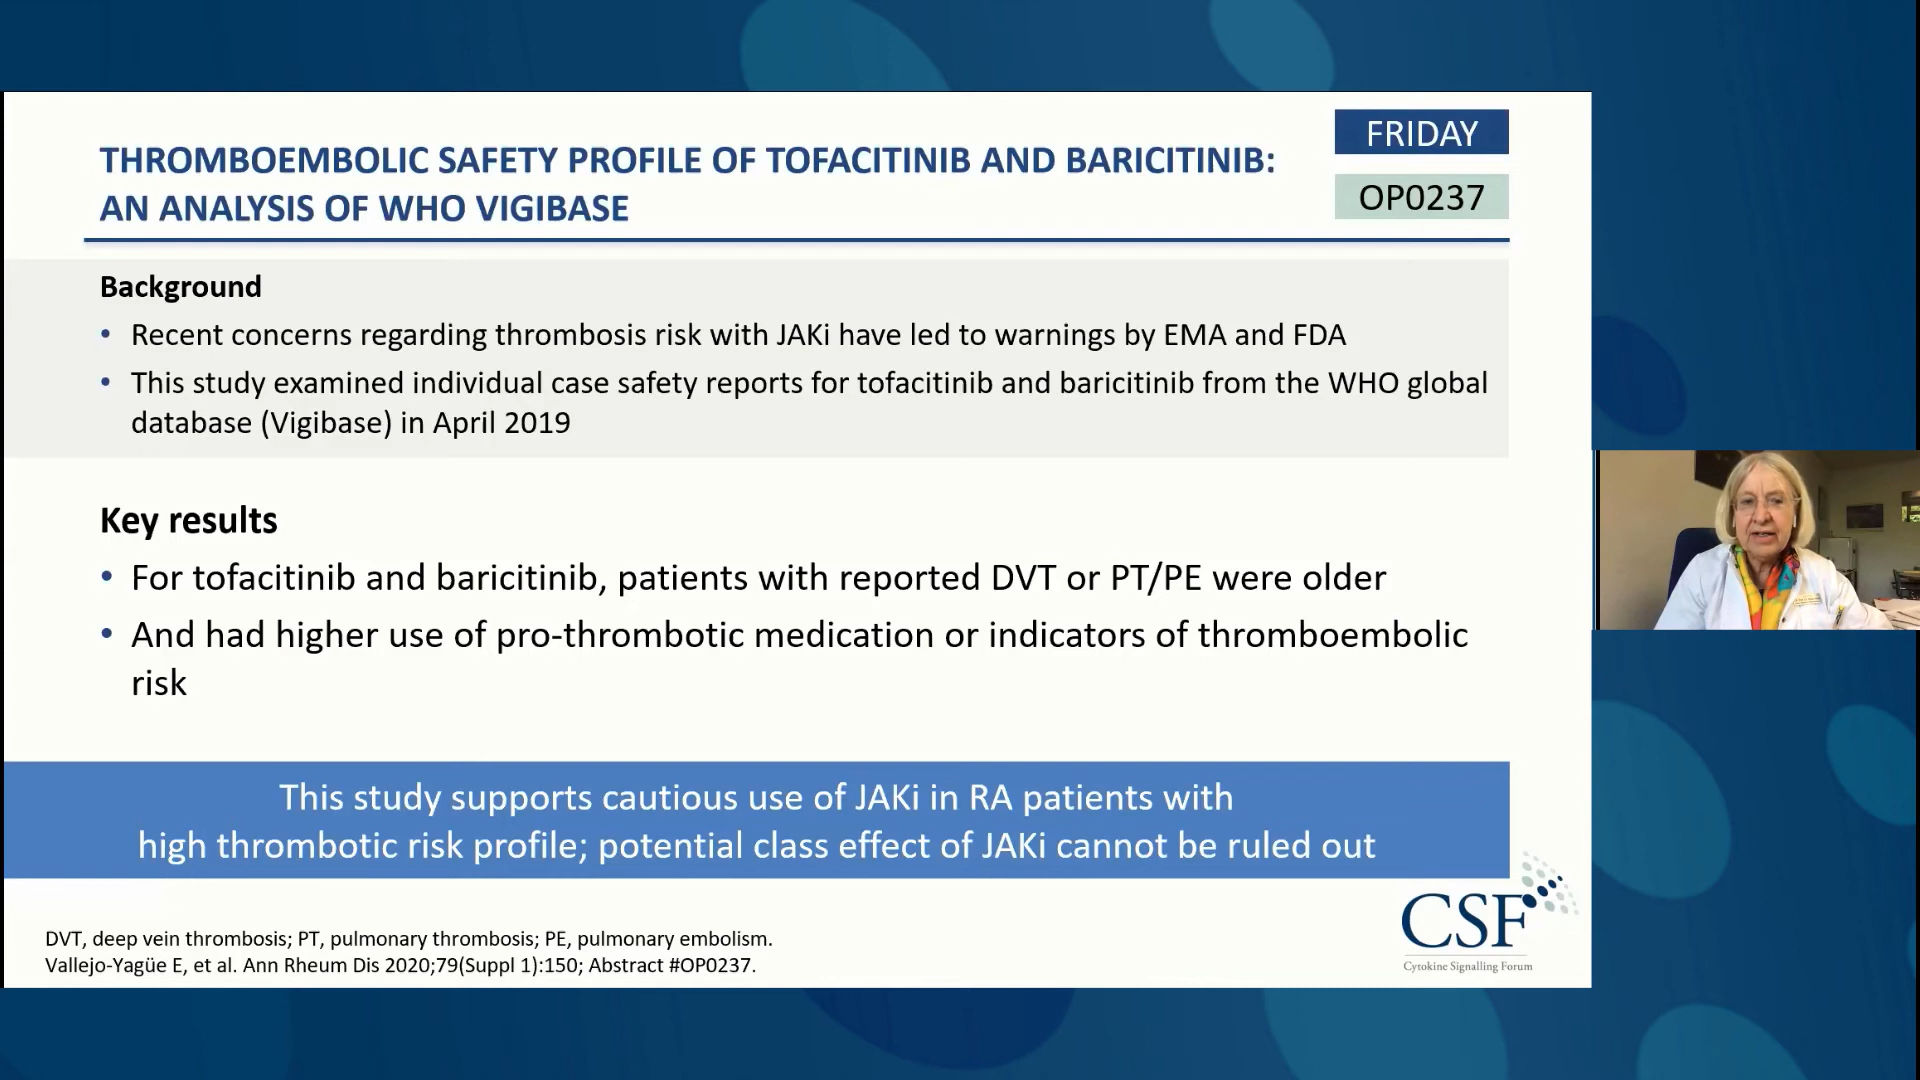 THROMBOEMBOLIC SAFETY PROFILE OF TOFACITINIB AND BARICITINIB:
AN ANALYSIS OF WHO VIGIBASE
FRIDAY
OP0237
Background
• Recent concerns regarding thrombosis risk with JAKi have led to warnings by EMA and FDA
• This study examined individual case safety reports for tofacitinib and baricitinib from the WHO global
database (Vigibase) in April 2019
Key results
• For tofacitinib and baricitinib, patients with reported DVT or PT/PE were older
• And had higher use of pro-thrombotic medication or indicators of thromboembolic
risk
This study supports cautious use of JAKi in RA patients with
high thrombotic risk profile; potential class effect of JAKi cannot be ruled out
DVT, deep vein thrombosis; PT, pulmonary thrombosis; PE, pulmonary embolism.
Vallejo-Yagüe E, et al. Ann Rheum Dis 2020;79(Suppl 1):150; Abstract #OP0237.
CSF
Cytokine Signalling Forum